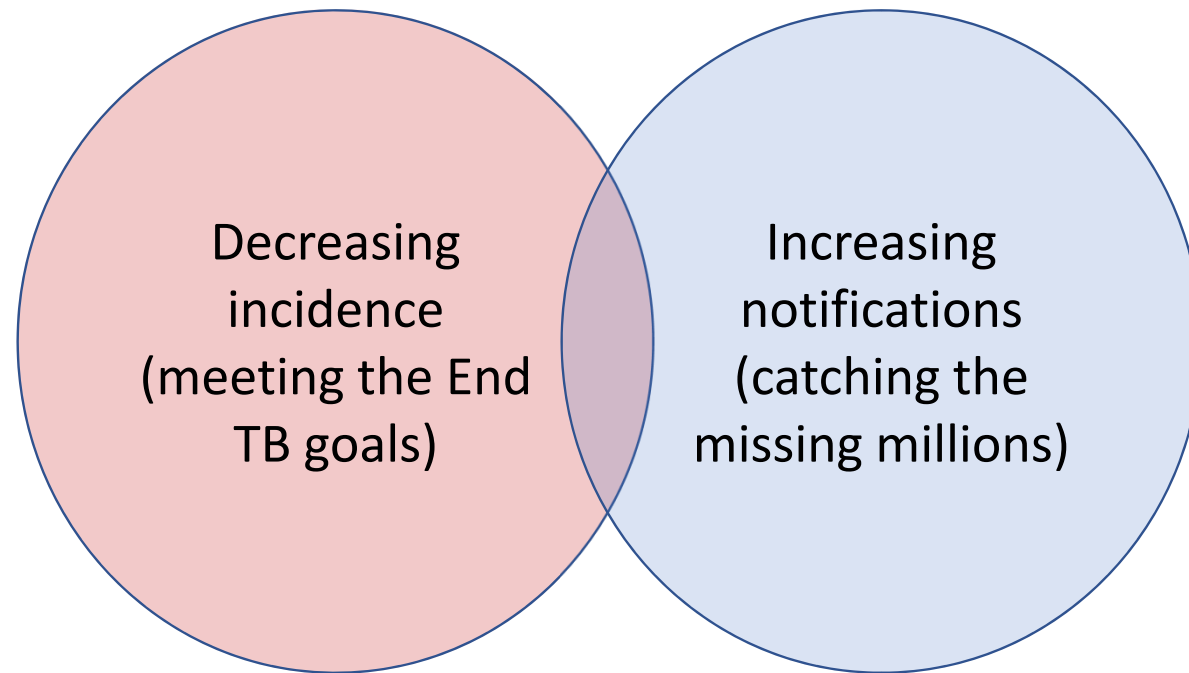 Decreasing
incidence
(meeting the End
TB goals)
Increasing
notifications
(catching the
missing millions)